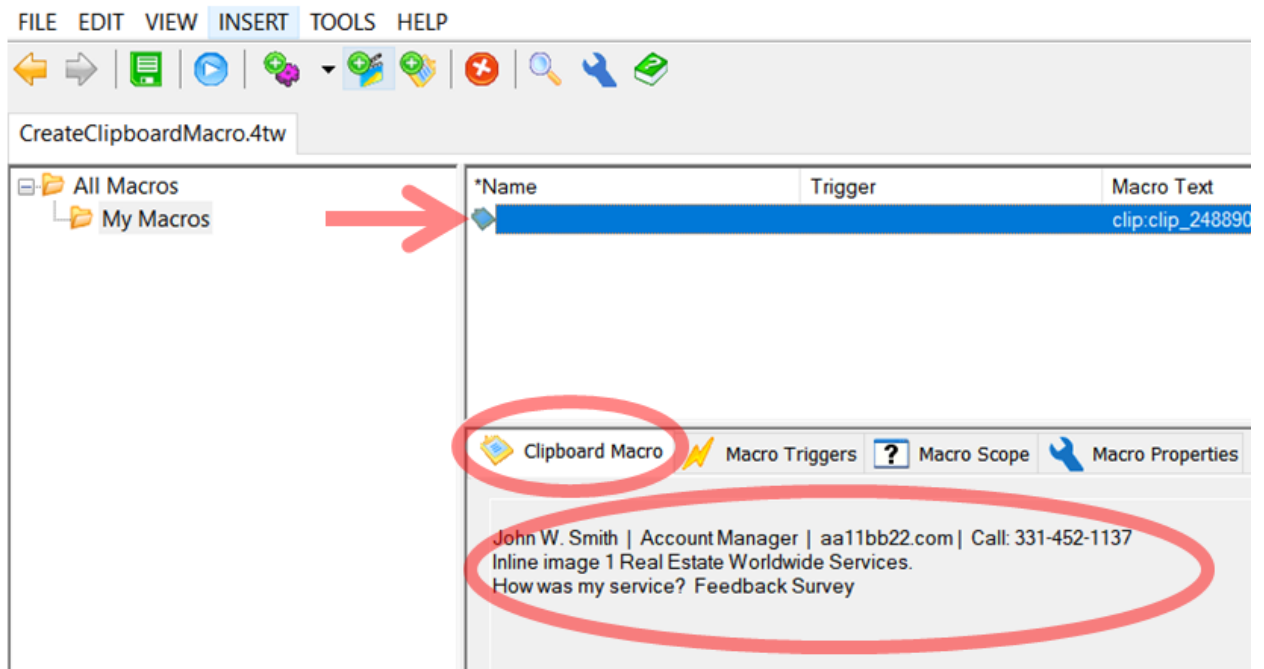 FILE EDIT VIEW INSERT TOOLS HELP
CreateClipboardMacro.4tw
All Macros
My Macros
*Name Trigger Macro Text
clip:clip_248890
Clipboard Macro Macro Triggers ? Macro Scope Macro Properties
John W. Smith | Account Manager | aa11bb22.com | Call: 331-452-1137
Inline image 1 Real Estate Worldwide Services.
How was my service? Feedback Survey